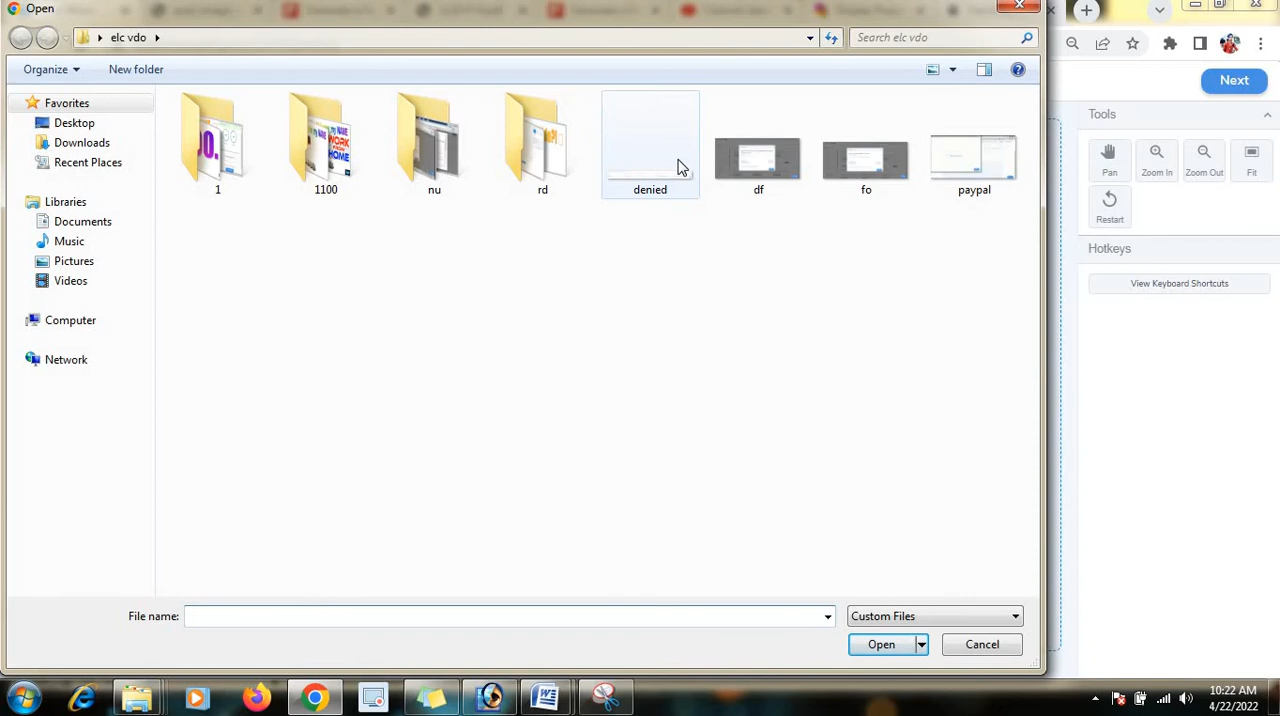 Open
elc vdo
Search elc vdo
Organize
New folder
Next
Favorites
Desktop
Downloads
Recent Places
Libraries
Documents
Music
Pictures
Videos
Computer
Network
1
1100
nu
rd
denied
df
fo
paypal
Tools
Pan
Zoom In
Zoom Out
Fit
Restart
Hotkeys
View Keyboard Shortcuts
File name:
Custom Files
Open
Cancel
10:22 AM
4/22/2022